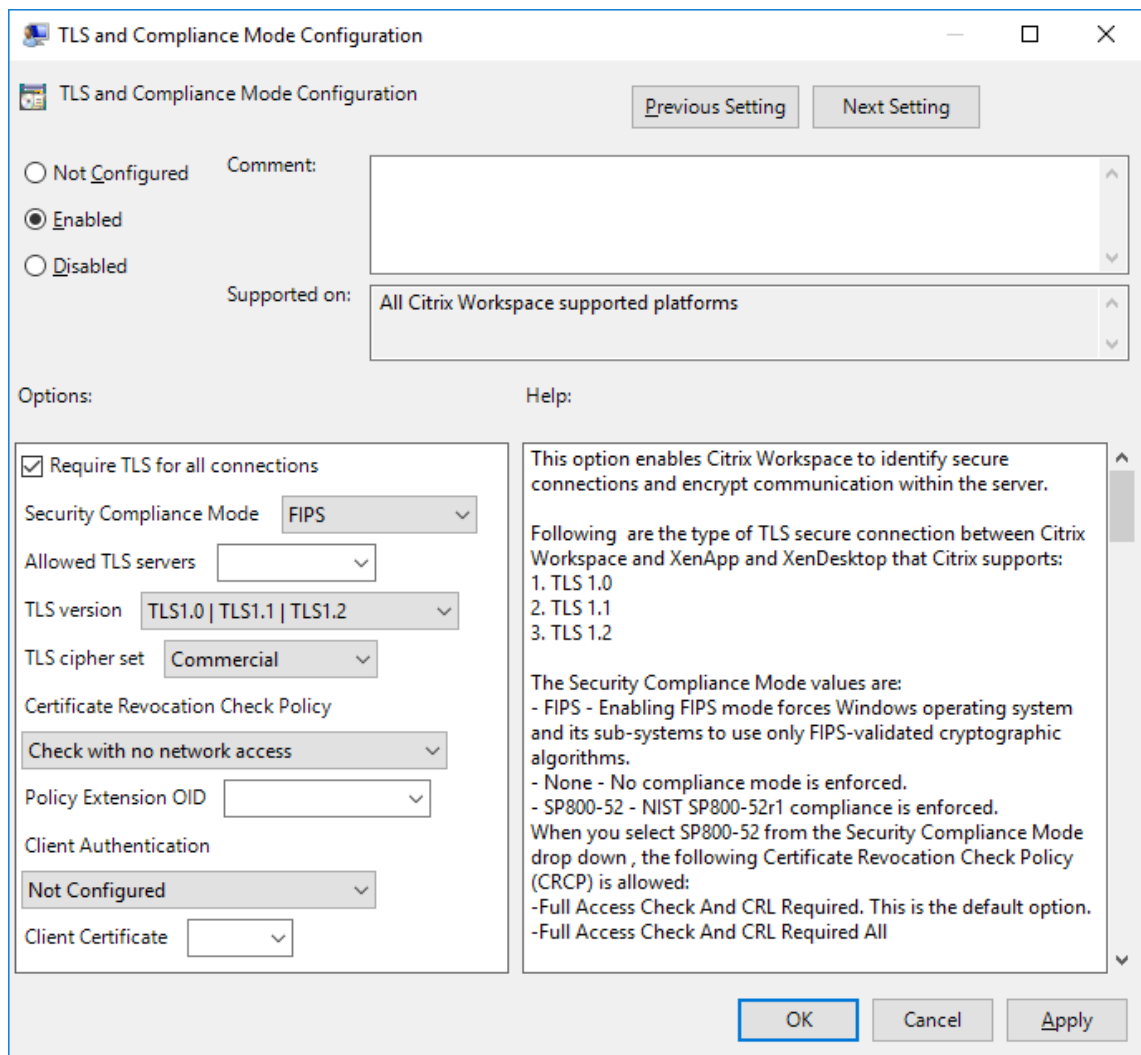 TLS and Compliance Mode Configuration
TLS and Compliance Mode Configuration
Previous Setting
Next Setting
Not Configured
Comment:
Enabled
Disabled
Supported on:
All Citrix Workspace supported platforms
Options:
Help:
Require TLS for all connections
Security Compliance Mode
FIPS
Allowed TLS servers
TLS version
TLS1.0 | TLS1.1 | TLS1.2
TLS cipher set
Commercial
Certificate Revocation Check Policy
Check with no network access
Policy Extension OID
Client Authentication
Not Configured
Client Certificate
This option enables Citrix Workspace to identify secure
connections and encrypt communication within the server.
Following  are the type of TLS secure connection between Citrix
Workspace and XenApp and XenDesktop that Citrix supports:
1. TLS 1.0
2. TLS 1.1
3. TLS 1.2
The Security Compliance Mode values are:
- FIPS - Enabling FIPS mode forces Windows operating system
and its sub-systems to use only FIPS-validated cryptographic
algorithms.
- None - No compliance mode is enforced.
- SP800-52 - NIST SP800-52r1 compliance is enforced.
When you select SP800-52 from the Security Compliance Mode
drop down , the following Certificate Revocation Check Policy
(CRCP) is allowed:
-Full Access Check And CRL Required. This is the default option.
-Full Access Check And CRL Required All
OK
Cancel
Apply